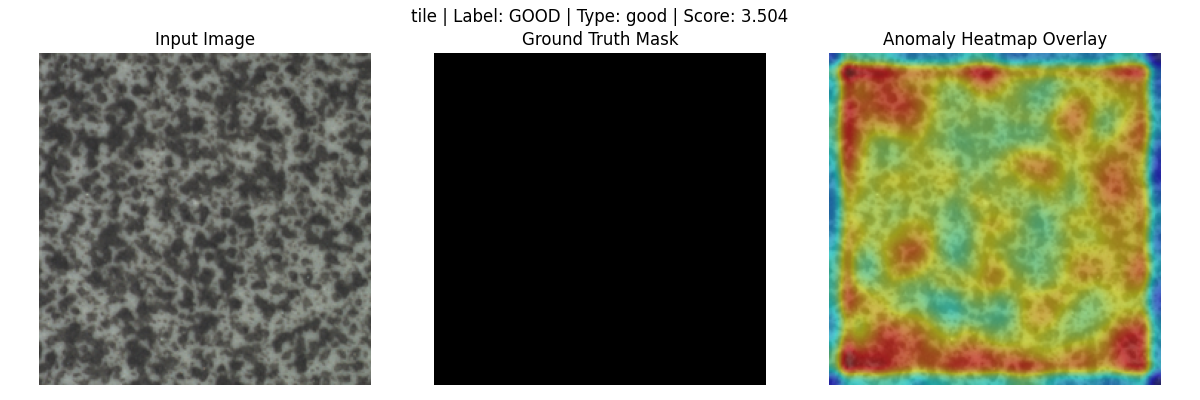 tile | Label: GOOD | Type: good | Score: 3.504
Input Image
Ground Truth Mask
Anomaly Heatmap Overlay